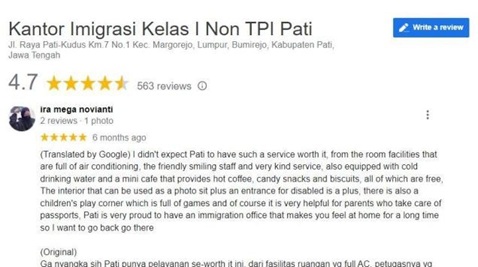 Kantor Imigrasi Kelas I Non TPI Pati
Write a review
Jl. Raya Pati-Kudus Km.7 No.1 Kec. Margorejo, Lumpur, Bumirejo, Kabupaten Pati,
Jawa Tengah
4.7 563 reviews
ira mega novianti
2 reviews · 1 photo
6 months ago
(Translated by Google) I didn't expect Pati to have such a service worth it, from the room facilities that
are full of air conditioning, the friendly smiling staff and very kind service, also equipped with cold
drinking water and a mini cafe that provides hot coffee, candy snacks and biscuits, all of which are free,
The interior that can be used as a photo sit plus an entrance for disabled is a plus, there is also a
children's play corner which is full of games and of course it is very helpful for parents who take care of
passports, Pati is very proud to have an immigration office that makes you feel at home for a long time
so I want to go back go there
(Original)
Ga nyangka sih Pati punya pelayanan se-worth it ini, dari fasilitas ruangan yg full AC, petugasnya yg